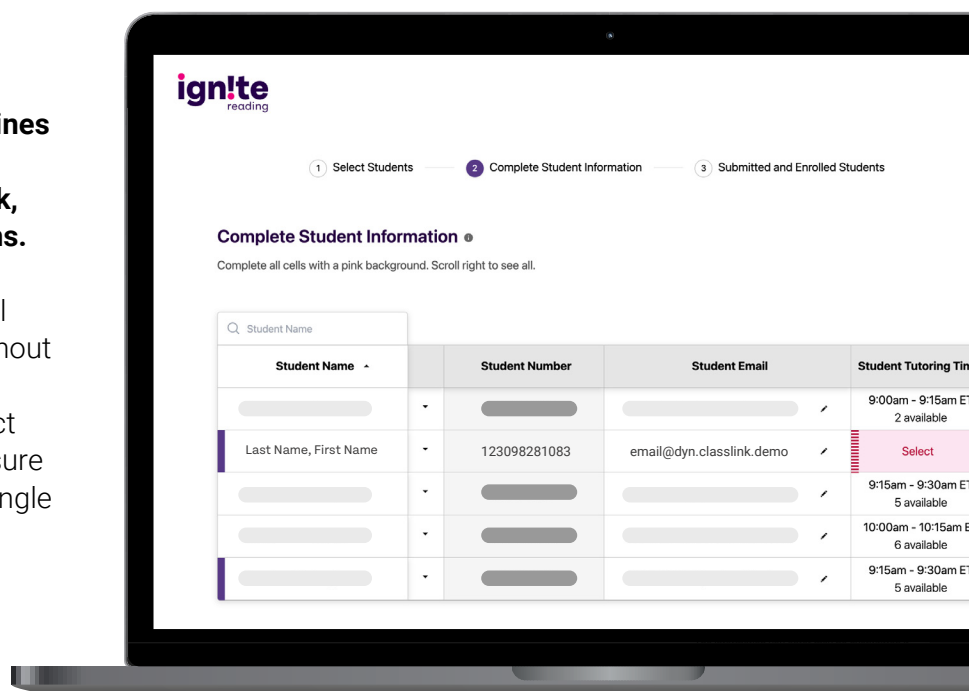 ign!te
reading
1 Select Students 2 Complete Student Information 3 Submitted and Enrolled Students
Complete Student Information
Complete all cells with a pink background. Scroll right to see all.
Student Name
Student Name Student Number Student Email Student Tutoring
9:00am - 9:15am
2 available
Last Name, First Name 123098281083 email@dyn.classlink.demo Select
9:15am - 9:30am
5 available
10:00am - 10:15am
6 available
9:15am - 9:30am
5 available